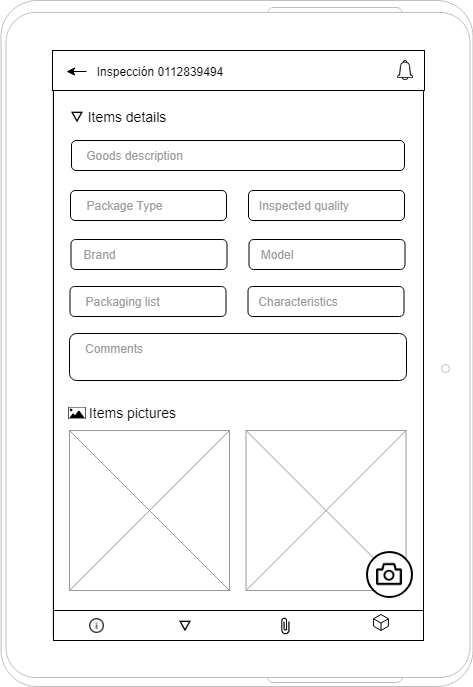 Inspección 0112839494
Items details
Goods description
Package Type
Inspected quality
Brand
Model
Packaging list
Characteristics
Comments
Items pictures